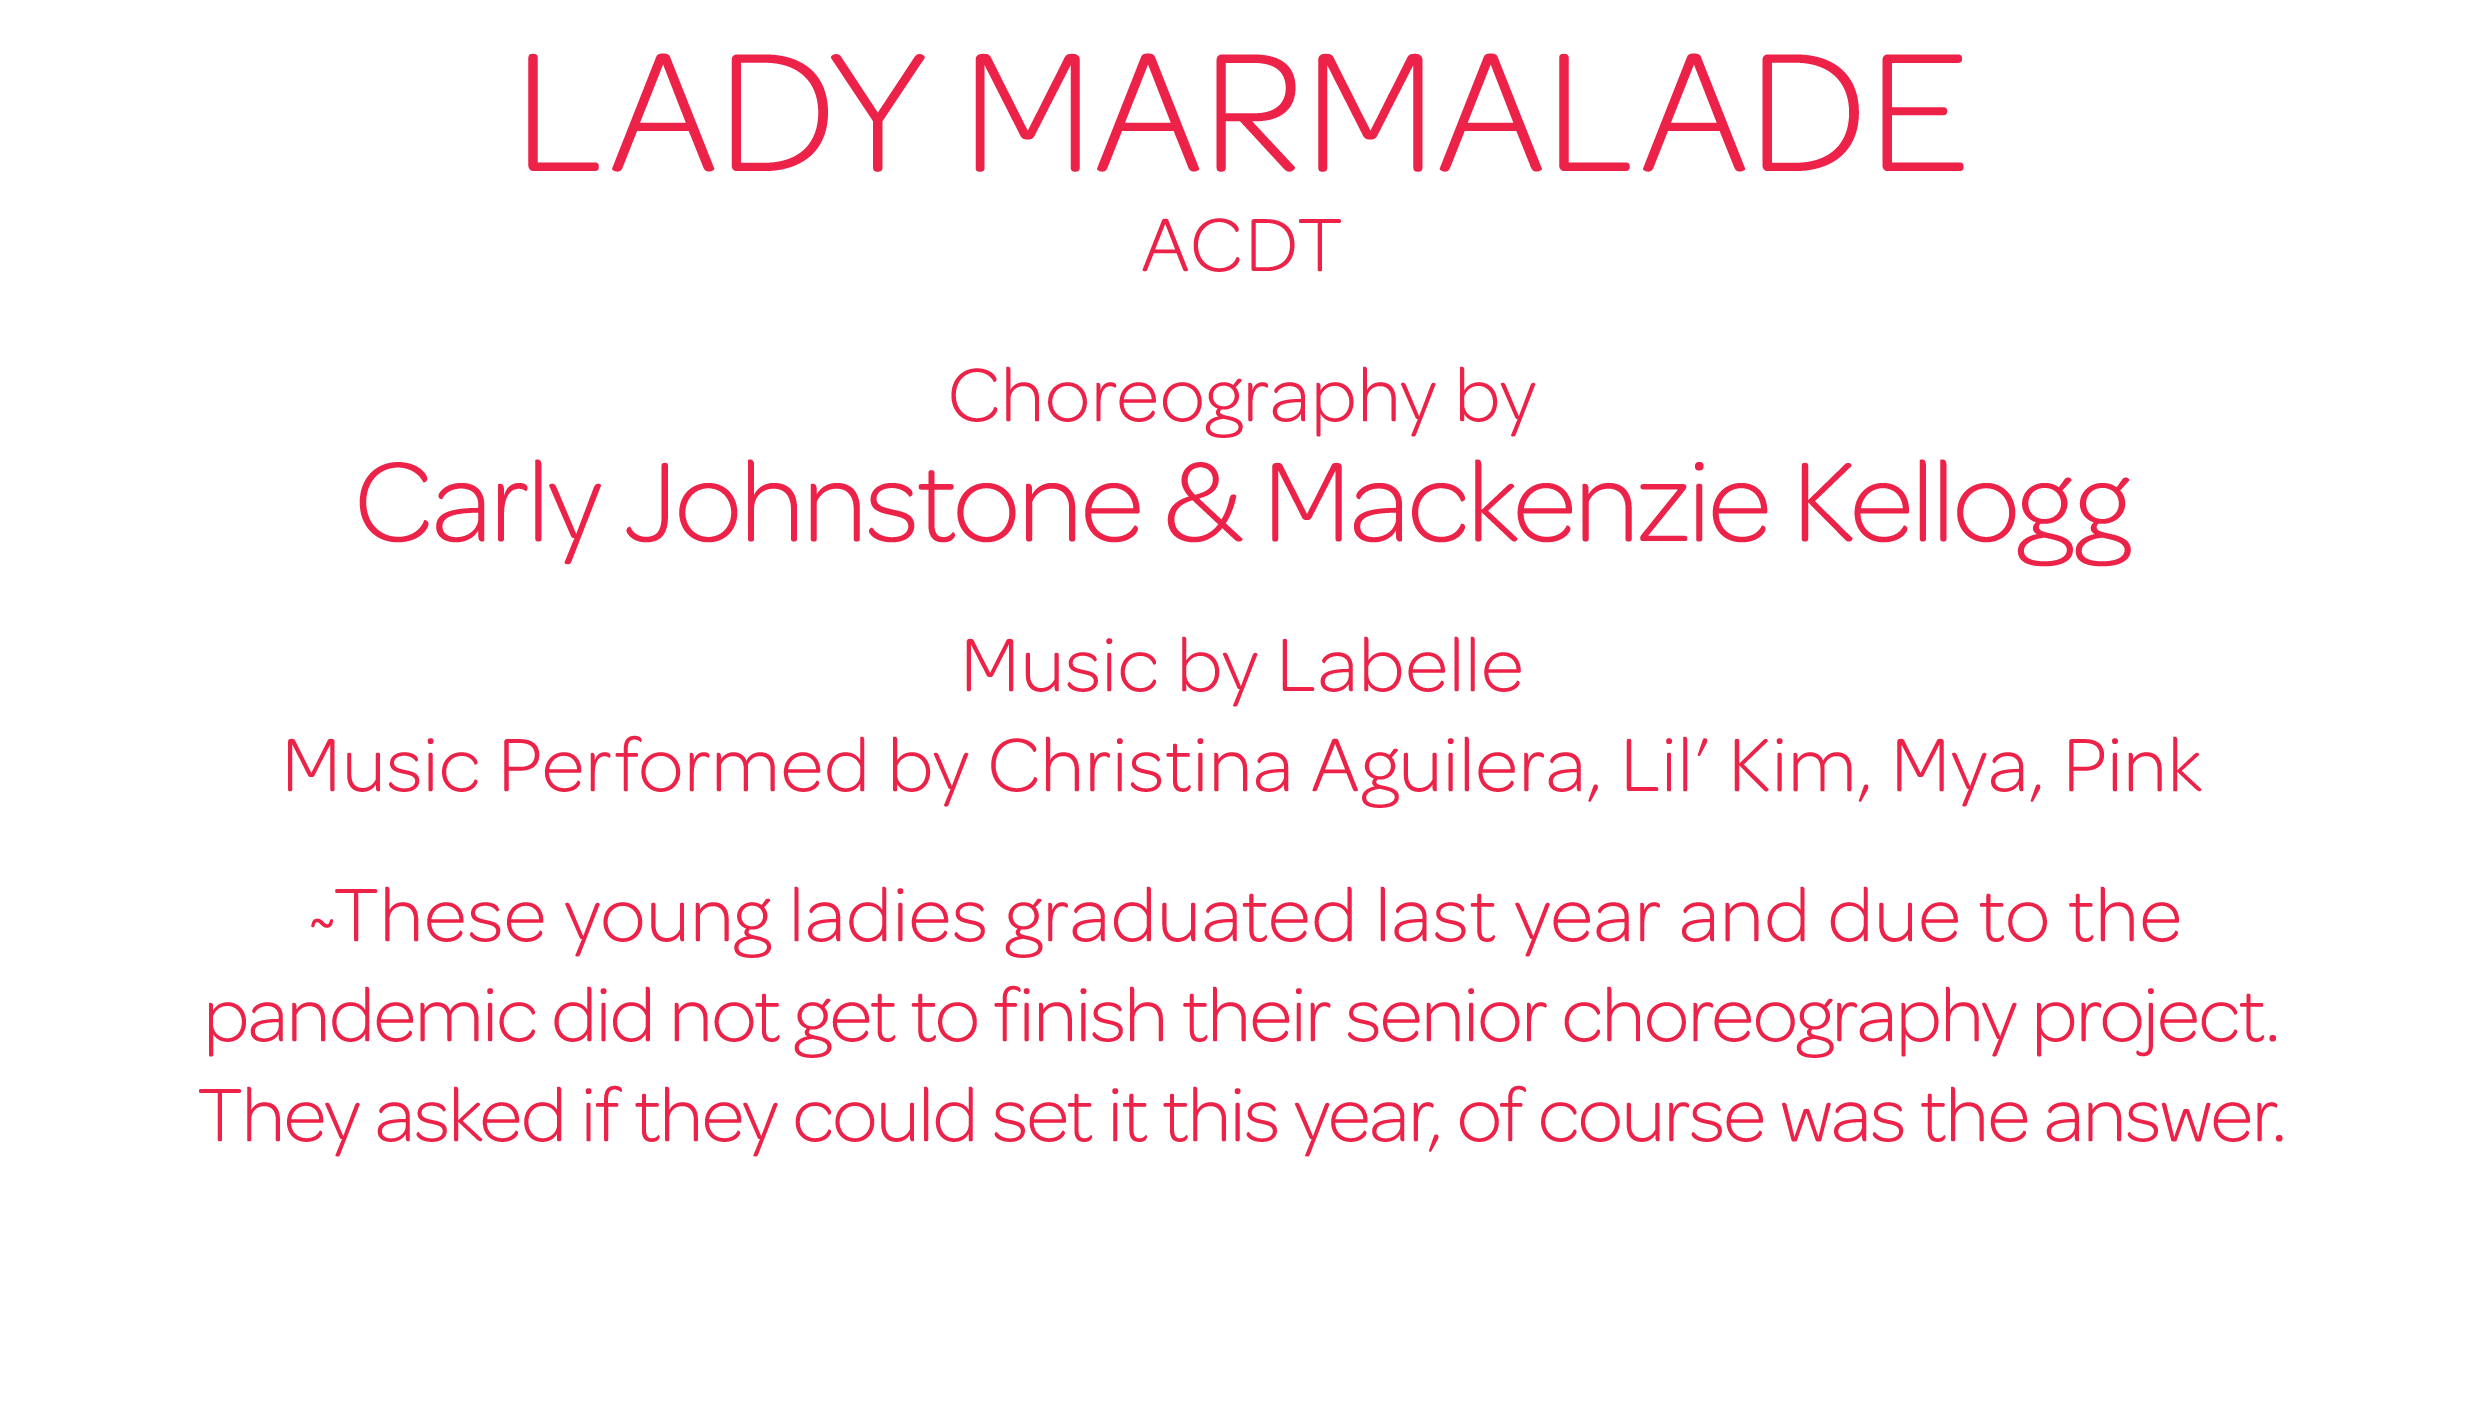 LADY MARMALADE
ACDT
Choreography by
Carly Johnstone & Mackenzie Kellogg
Music by Labelle
Music Performed by Christina Aguilera, Lil’ Kim, Mya, Pink
~These young ladies graduated last year and due to the
pandemic did not get to finish their senior choreography project.
They asked if they could set it this year, of course was the answer.